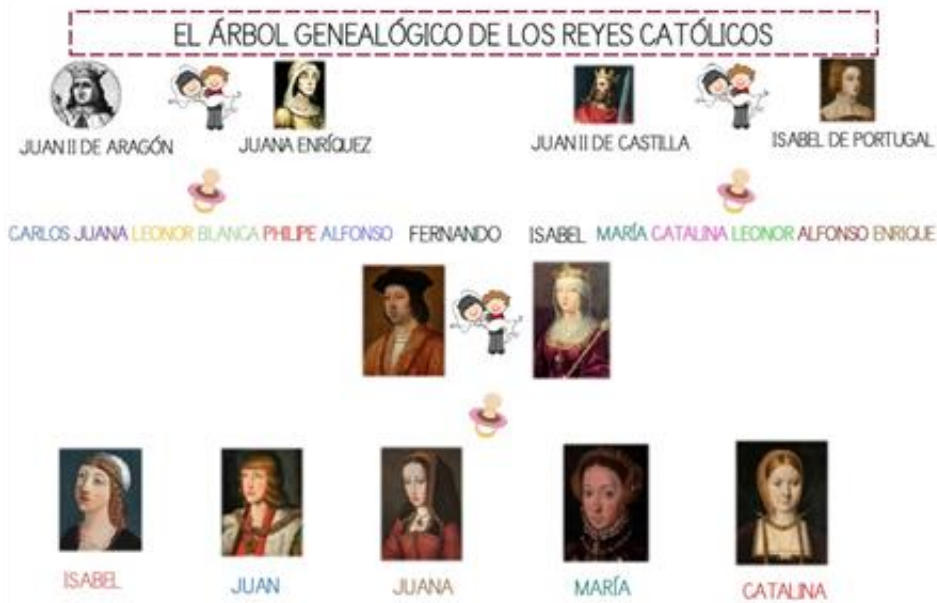 EL ÁRBOL GENEALÓGICO DE LOS REYES CATÓLICOS
JUAN II DE ARAGÓN JUANA ENRÍQUEZ JUAN II DE CASTILLA ISABEL DE PORTUGAL
CARLOS JUANA LEONOR BLANCA PHILIPE ALFONSO FERNANDO ISABEL MARÍA CATALINA LEONOR ALFONSO ENRIQUE
ISABEL JUAN JUANA MARÍA CATALINA